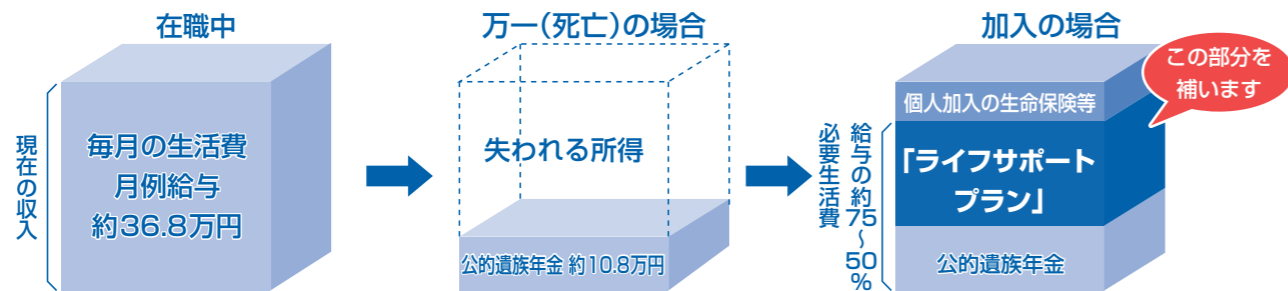 在職中
現在の収入
毎月の生活費
月例給与
約36.8万円
万一(死亡)の場合
失われる所得
公的遺族年金 約10.8万円
加入の場合
この部分を
補います
必要生活費
給与の約75~50%
個人加入の生命保険等
「ライフサポート
プラン」
公的遺族年金